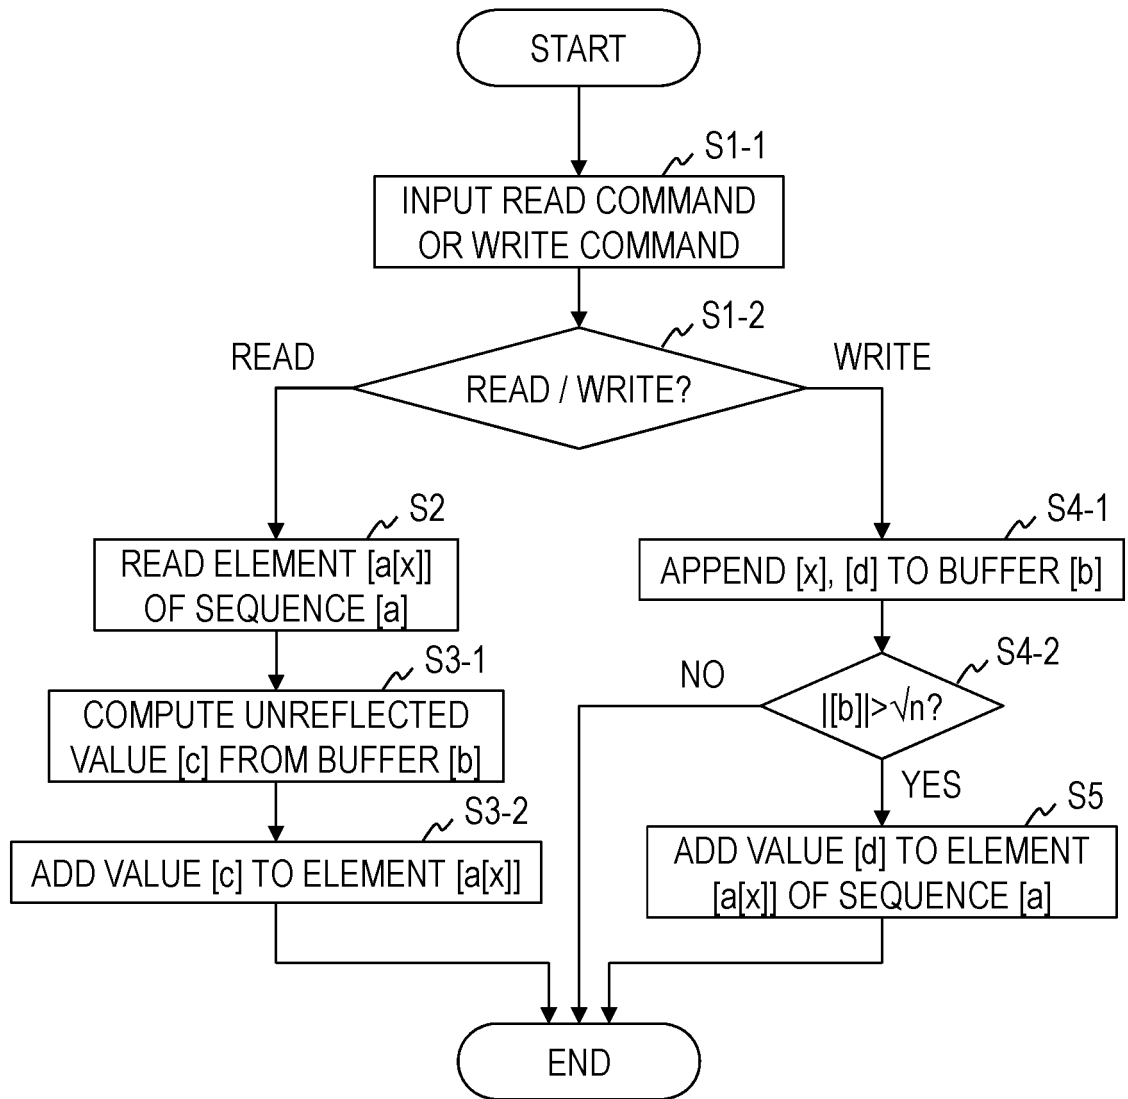 START
S1-1
INPUT READ COMMAND
OR WRITE COMMAND
S1-2
READ
READ / WRITE?
WRITE
S2
READ ELEMENT [a[x]]
OF SEQUENCE [a]
S4-1
APPEND [x], [d] TO BUFFER [b]
S3-1
COMPUTE UNREFLECTED
VALUE [c] FROM BUFFER [b]
S4-2
NO
|[b]|>√n?
YES
S3-2
ADD VALUE [c] TO ELEMENT [a[x]]
S5
ADD VALUE [d] TO ELEMENT
[a[x]] OF SEQUENCE [a]
END